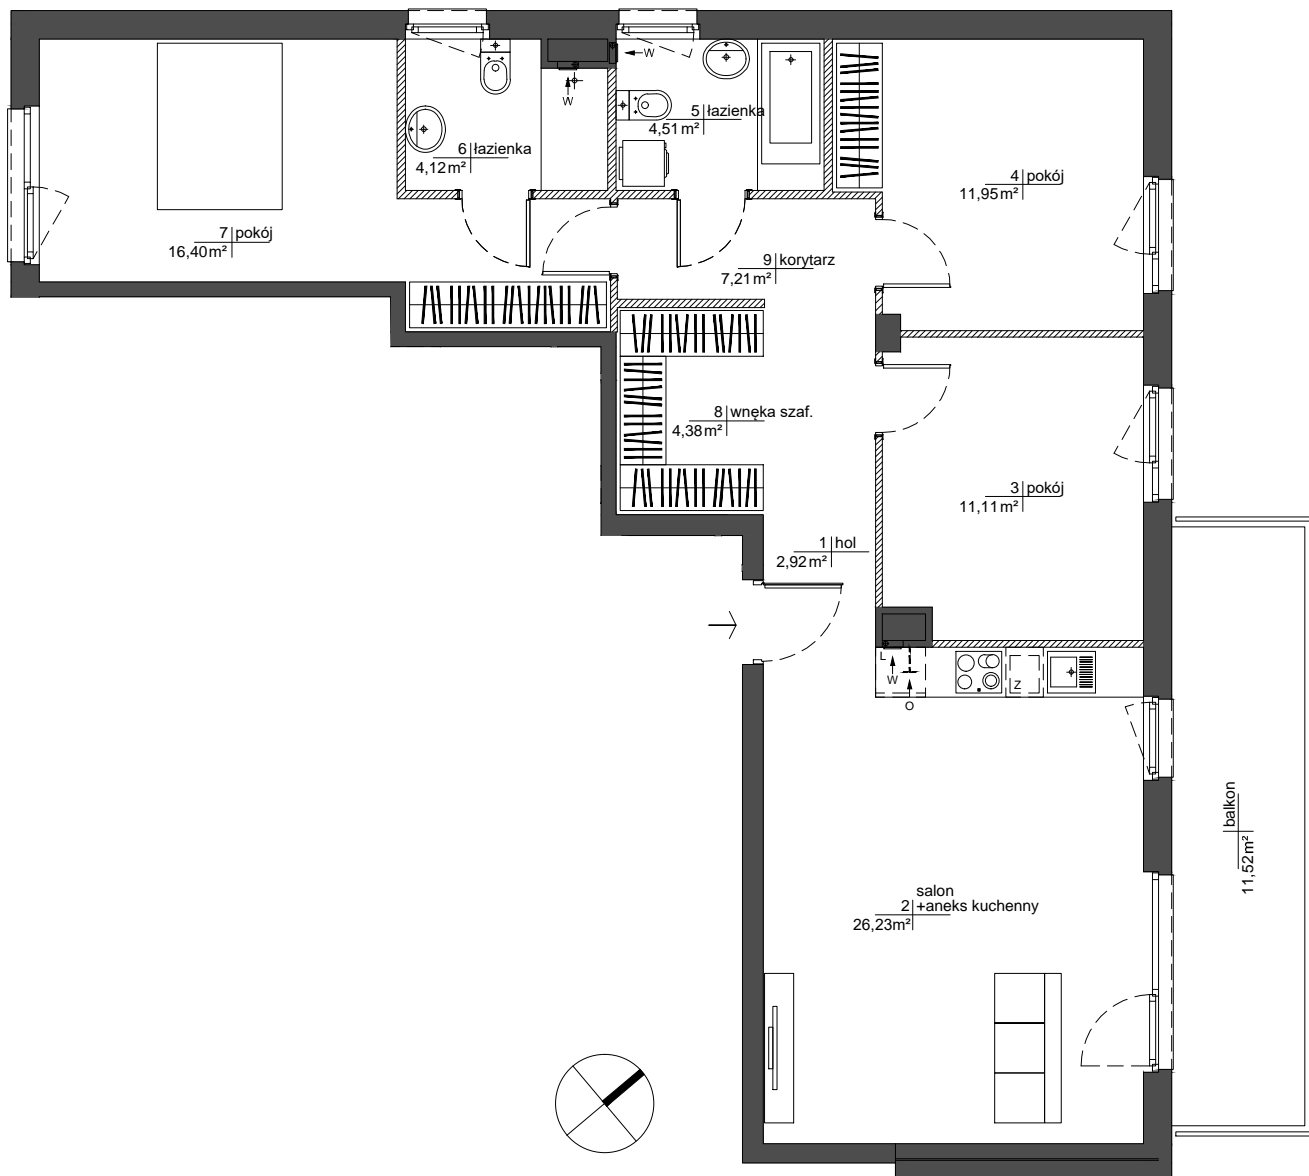 W
W
5 łazienka
4,51 m²
6 łazienka
4,12 m²
4 pokój
11,95 m²
7 pokój
16,40 m²
9 korytarz
7,21 m²
8 wnęka szaf.
4,38 m²
3 pokój
11,11 m²
1 hol
2,92 m²
L
W
O
Z
balkon
11,52 m²
salon
2 +aneks kuchenny
26,23 m²